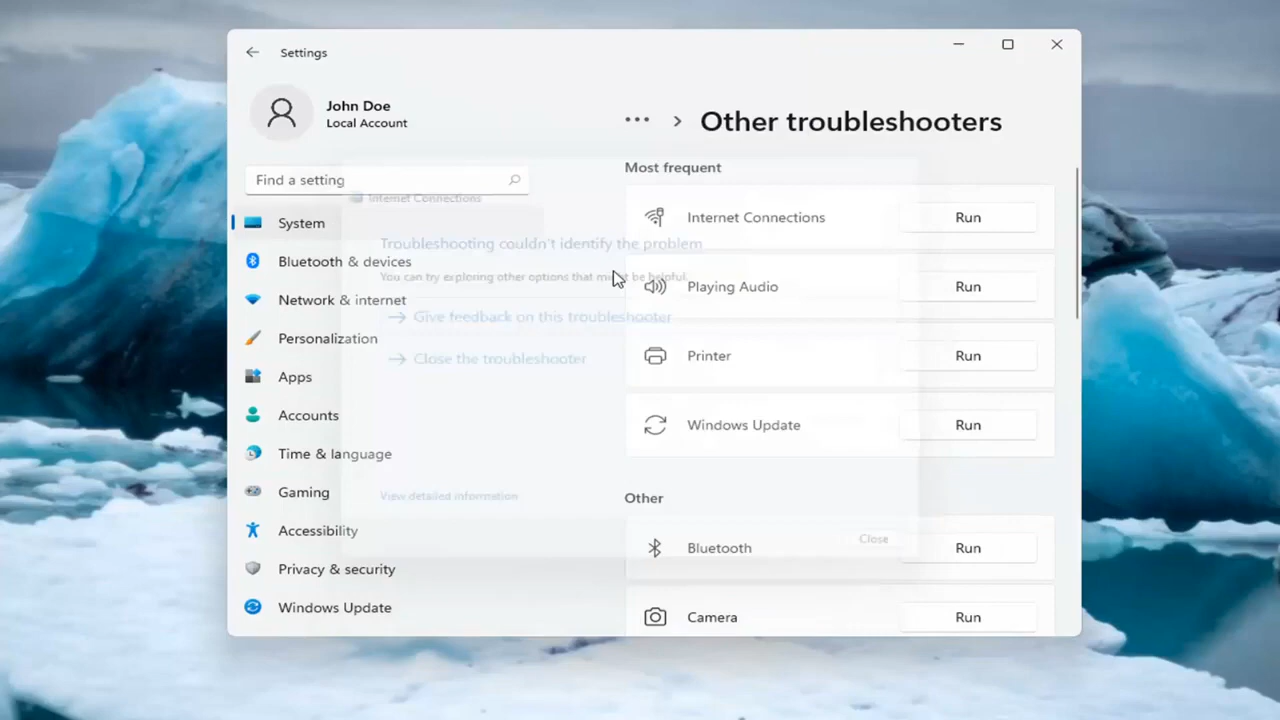 Settings
John Doe
Local Account
Find a setting
System
Bluetooth & devices
Network & internet
Personalization
Apps
Accounts
Time & language
Gaming
Accessibility
Privacy & security
Windows Update
••• > Other troubleshooters
Most frequent
Internet Connections Run
Playing Audio Run
Printer Run
Windows Update Run
Other
Bluetooth Run
Camera Run
Internet Connections
Troubleshooting couldn't identify the problem
You can try exploring other options that might be helpful.
→ Give feedback on this troubleshooter
→ Close the troubleshooter
View detailed information
Close